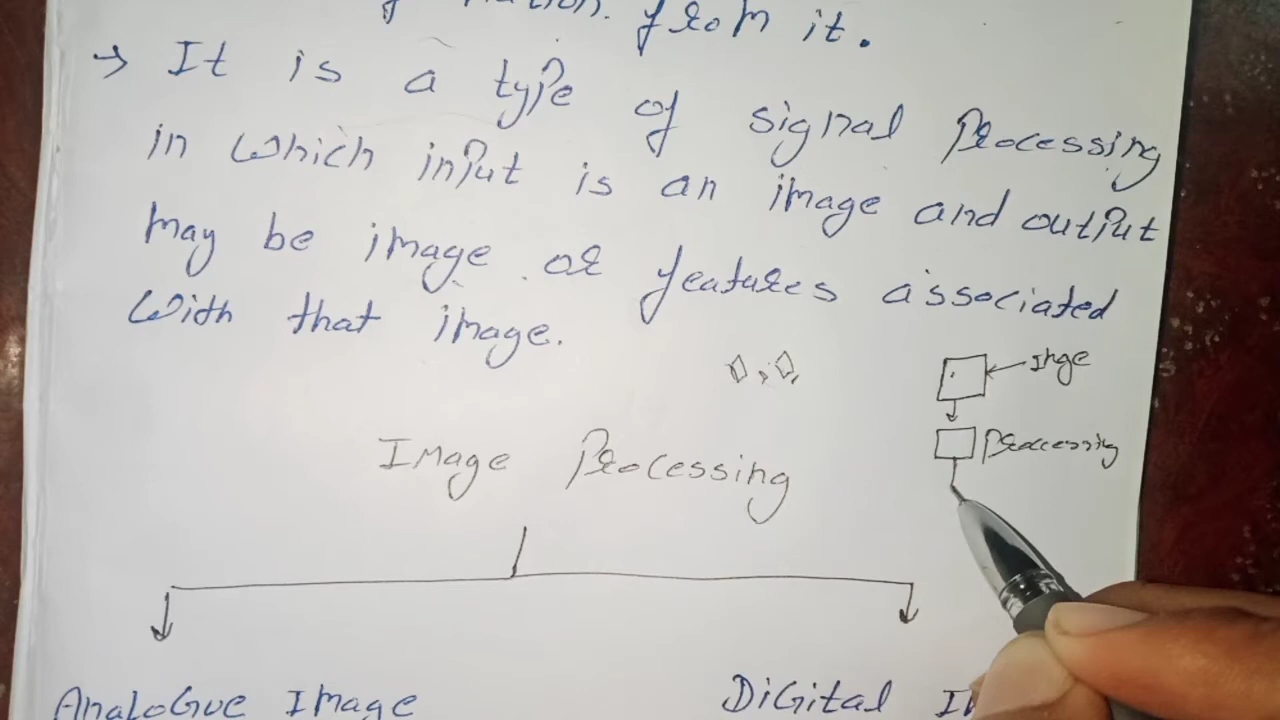 from it.
→ It is a type of signal Processing
in which input is an image and output
may be image or features associated
with that image.
Imge
Processing
Image Processing
Analogue Image
Digital